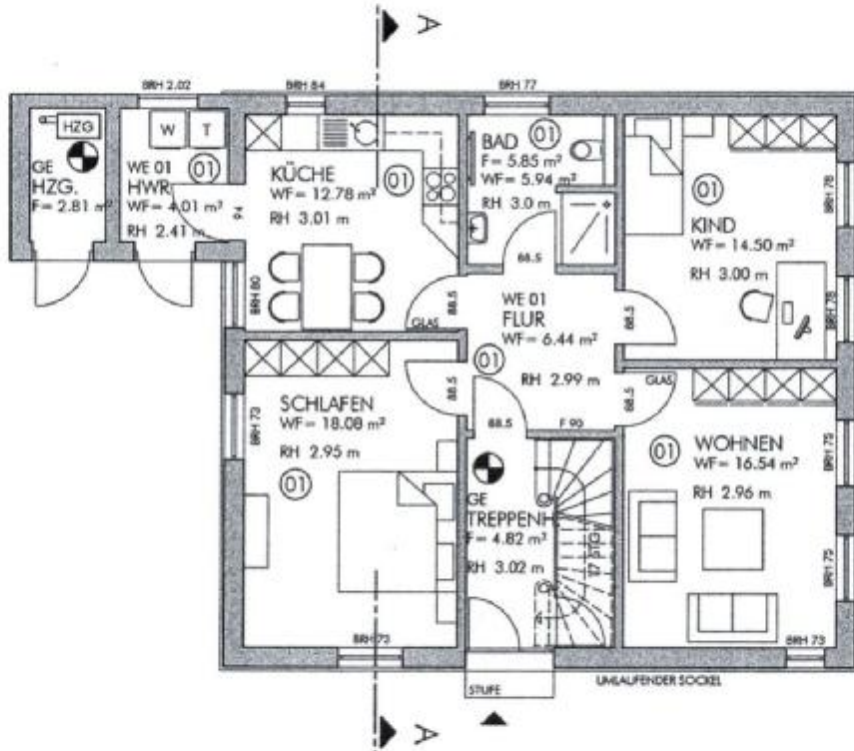 A
BRH 2.02
BRH 84
BRH 77
HZG
GE
HZG.
F= 2.81 m²
W
T
WE 01
01
HWR
WF= 4.01 m²
RH 2.41 m
94
KÜCHE
01
WF= 12.78 m²
RH 3.01 m
BRH 80
88.5
GLAS
BAD
01
F= 5.85 m²
WF= 5.94 m²
RH 3.0 m
88.5
01
KIND
WF= 14.50 m²
RH 3.00 m
BRH 78
BRH 78
WE 01
FLUR
WF= 6.44 m²
01
RH 2.99 m
88.5
88.5
88.5
88.5
F 90
GLAS
SCHLAFEN
WF= 18.08 m²
RH 2.95 m
01
BRH 73
BRH 73
GE
TREPPENH.
F= 4.82 m²
RH 3.02 m
17 STG
01
WOHNEN
WF= 16.54 m²
RH 2.96 m
BRH 75
BRH 75
BRH 73
STUFE
UMLAUFENDER SOCKEL
A